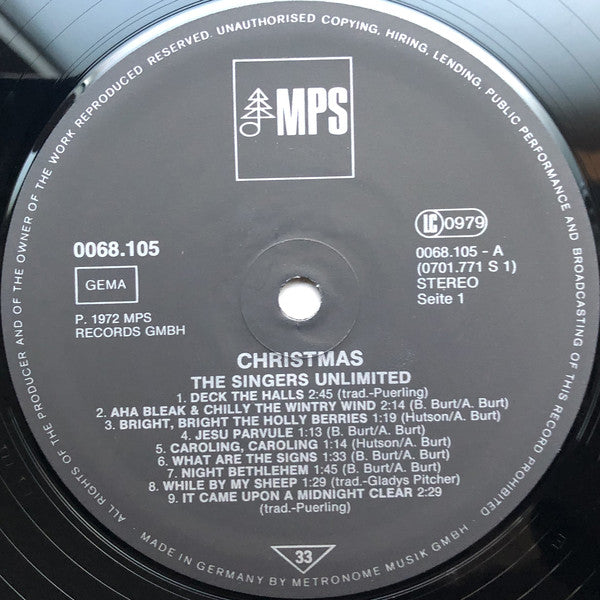 ALL RIGHTS OF THE PRODUCER AND OF THE OWNER OF THE WORK REPRODUCED RESERVED. UNAUTHORISED COPYING, HIRING, LENDING, PUBLIC PERFORMANCE AND BROADCASTING OF THIS RECORD PROHIBITED
MPS
LC 0979
0068.105
0068.105 - A
(0701.771 S 1)
GEMA
STEREO
Seite 1
P. 1972 MPS
RECORDS GMBH
CHRISTMAS
THE SINGERS UNLIMITED
1. DECK THE HALLS 2:45 (trad.-Puerling)
2. AHA BLEAK & CHILLY THE WINTRY WIND 2:14 (B. Burt/A. Burt)
3. BRIGHT, BRIGHT THE HOLLY BERRIES 1:19 (Hutson/A. Burt)
4. JESU PARVULE 1:13 (B. Burt/A. Burt)
5. CAROLING, CAROLING 1:14 (Hutson/A. Burt)
6. WHAT ARE THE SIGNS 1:33 (B. Burt/A. Burt)
7. NIGHT BETHLEHEM 1:45 (B. Burt/A. Burt)
8. WHILE BY MY SHEEP 1:29 (trad.-Gladys Pitcher)
9. IT CAME UPON A MIDNIGHT CLEAR 2:29
(trad.-Puerling)
33
MADE IN GERMANY BY METRONOME MUSIK GMBH